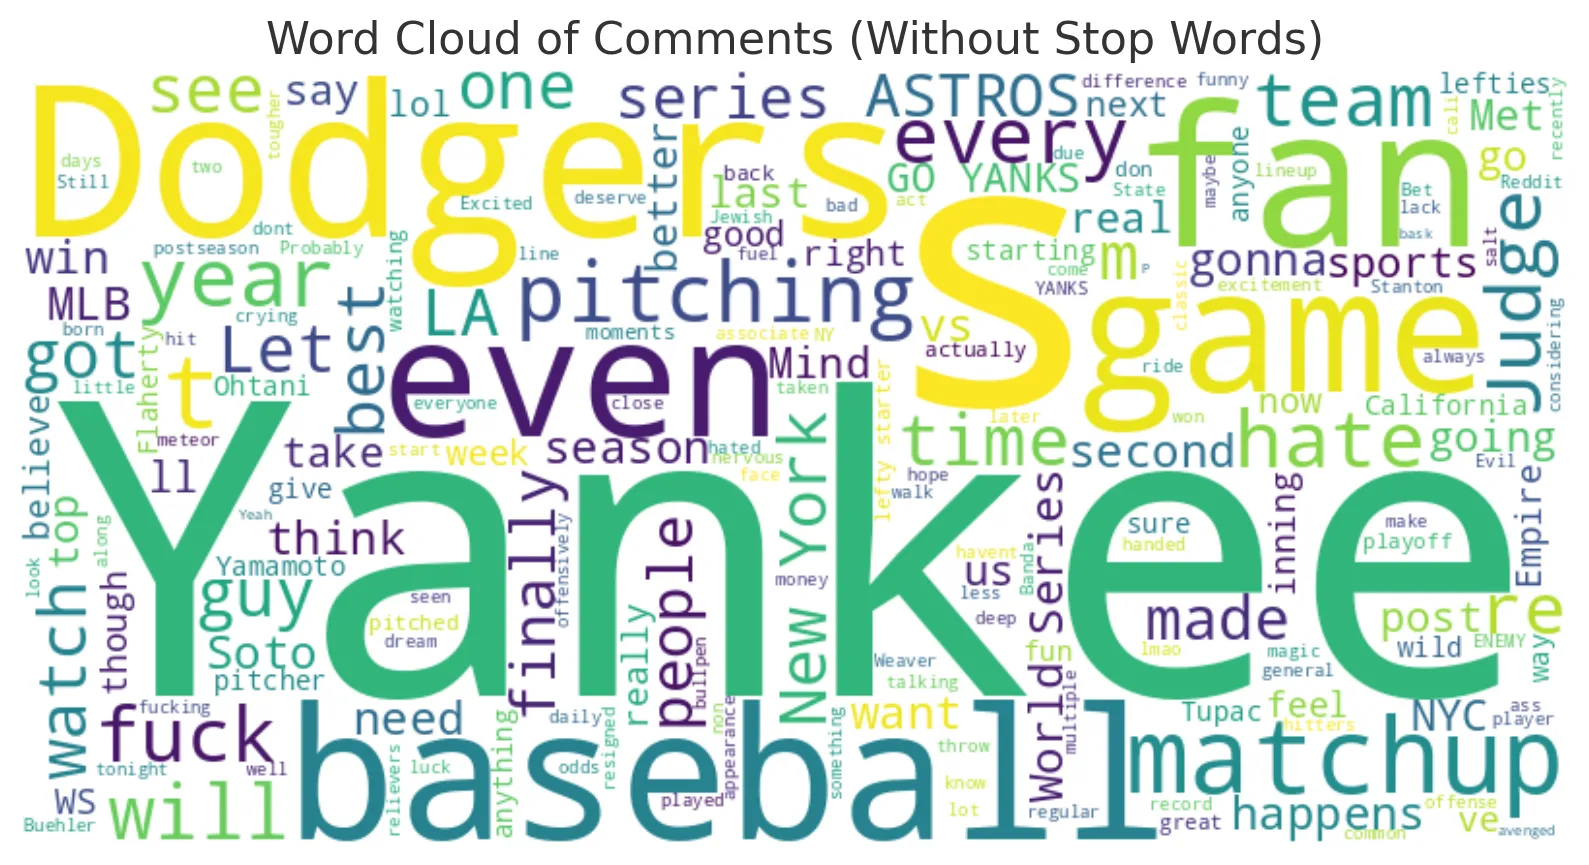 Word Cloud of Comments (Without Stop Words)
see
say
lol
one
series
ASTROS
difference
funny
next
team
lefties
Met
cali
recently
Dodgers
tougher
days
Still
two
every
fan
better
back
last
Jewish
bad
Excited
deserve
GO YANKS
act
due
don
State
maybe
anyone
lineup
Bet
lack
bask
go
Reddit
real
dont
postseason
Probably
watching
line
good
fuel
right
S
starting
m
P
come
YANKS
gonna
sports
salt
Judge
win
year
MLB
born
crying
LA
pitching
moments
associate
NY
vs
actually
classic
excitement
Stanton
game
always
considering
got
Flaherty
hit
t
Let
Ohtani
little
best
even
everyone
close
Mind
taken
ride
won
later
now
California
believe
meteor
ll
take
start
week
season
hated
nervous
face
New York
lefty starter
time
second
hate
going
Evil
Yankee
give
Yeah
think
finally
offensively
people
hope
walk
World Series
sure
handed
inning
make
playoff
Empire
top
along
look
watch
though
Yamamoto
guy
seen
pitched
dream
Soto
pitcher
really
bullpen
money
havent
us
less
Banda
deep
made
post
re
wild
ENEMY
way
fun
lmao
magic
general
Weaver
talking
multiple
fucking
fuck
tonight
well
need
relievers
luck
anything
daily
odds
resigned
non
appearance
played
something
want
throw
know
lot
regular
Tupac
feel
hitters
NYC
ass
player
matchup
WS
Buehler
will
baseball
record
great
happens
common
offense
ve
avenged